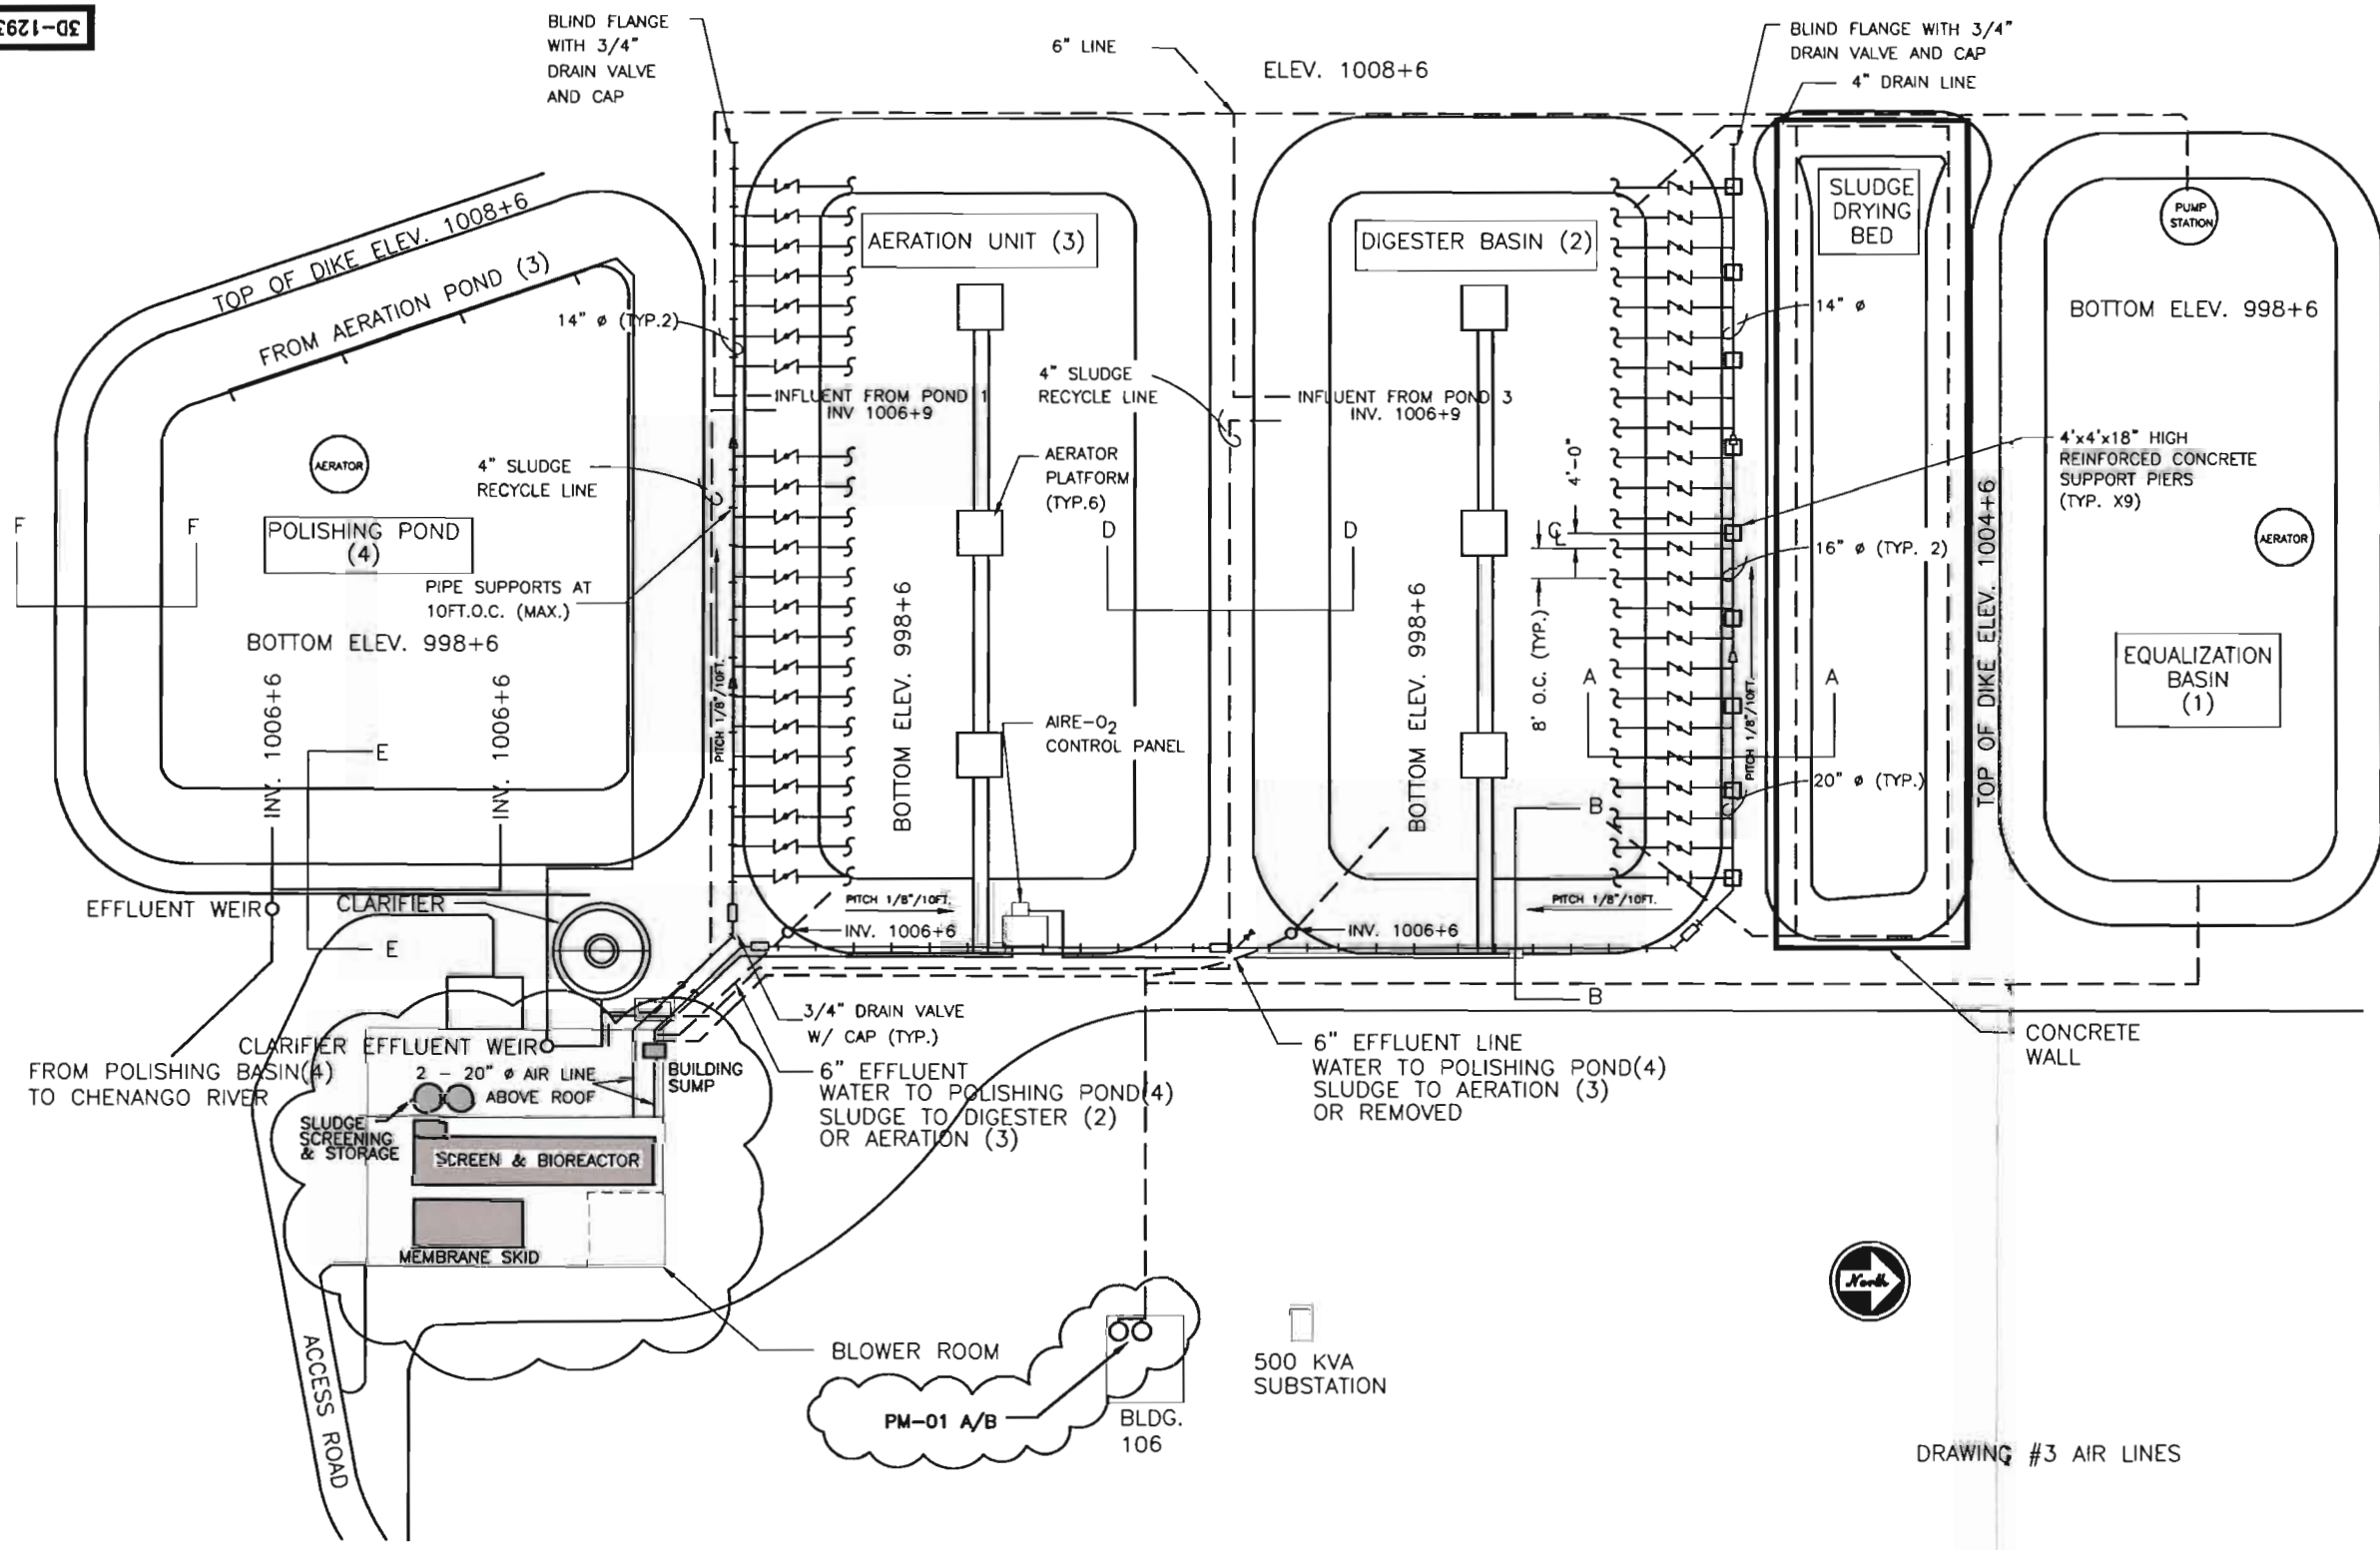 3D-1293
BLIND FLANGE
WITH 3/4"
DRAIN VALVE
AND CAP
6" LINE
ELEV. 1008+6
BLIND FLANGE WITH 3/4"
DRAIN VALVE AND CAP
4" DRAIN LINE
TOP OF DIKE ELEV. 1008+6
FROM AERATION POND (3)
14" ø (TYP.2)
AERATION UNIT (3)
DIGESTER BASIN (2)
SLUDGE
DRYING
BED
PUMP
STATION
14" ø
BOTTOM ELEV. 998+6
INFLUENT FROM POND 1
INV 1006+9
4" SLUDGE
RECYCLE LINE
INFLUENT FROM POND 3
INV. 1006+9
AERATOR
4" SLUDGE
RECYCLE LINE
AERATOR
PLATFORM
(TYP.6)
4'-0"
4'x4'x18" HIGH
REINFORCED CONCRETE
SUPPORT PIERS
(TYP. X9)
F
F
POLISHING POND
(4)
D
D
℄
16" ø (TYP. 2)
AERATOR
PIPE SUPPORTS AT
10FT.O.C. (MAX.)
BOTTOM ELEV. 998+6
INV. 1006+6
INV. 1006+6
PITCH 1/8"/10FT.
BOTTOM ELEV. 998+6
BOTTOM ELEV. 998+6
8' O.C. (TYP.)
PITCH 1/8"/10FT.
TOP OF DIKE ELEV. 1004+6
A
A
EQUALIZATION
BASIN
(1)
AIRE-O2
CONTROL PANEL
E
20" ø (TYP.)
B
EFFLUENT WEIR
CLARIFIER
PITCH 1/8"/10FT.
PITCH 1/8"/10FT.
INV. 1006+6
INV. 1006+6
E
B
3/4" DRAIN VALVE
W/ CAP (TYP.)
6" EFFLUENT LINE
WATER TO POLISHING POND(4)
SLUDGE TO AERATION (3)
OR REMOVED
CONCRETE
WALL
CLARIFIER EFFLUENT WEIR
FROM POLISHING BASIN(4)
TO CHENANGO RIVER
2 - 20" ø AIR LINE
ABOVE ROOF
BUILDING
SUMP
6" EFFLUENT
WATER TO POLISHING POND(4)
SLUDGE TO DIGESTER (2)
OR AERATION (3)
SLUDGE
SCREENING
& STORAGE
SCREEN & BIOREACTOR
MEMBRANE SKID
North
BLOWER ROOM
500 KVA
SUBSTATION
ACCESS ROAD
PM-01 A/B
BLDG.
106
DRAWING #3 AIR LINES